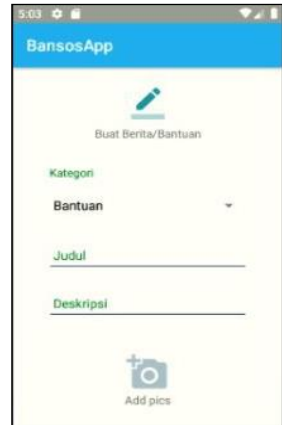 5:03
BansosApp
Buat Berita/Bantuan
Kategori
Bantuan
Judul
Deskripsi
Add pics